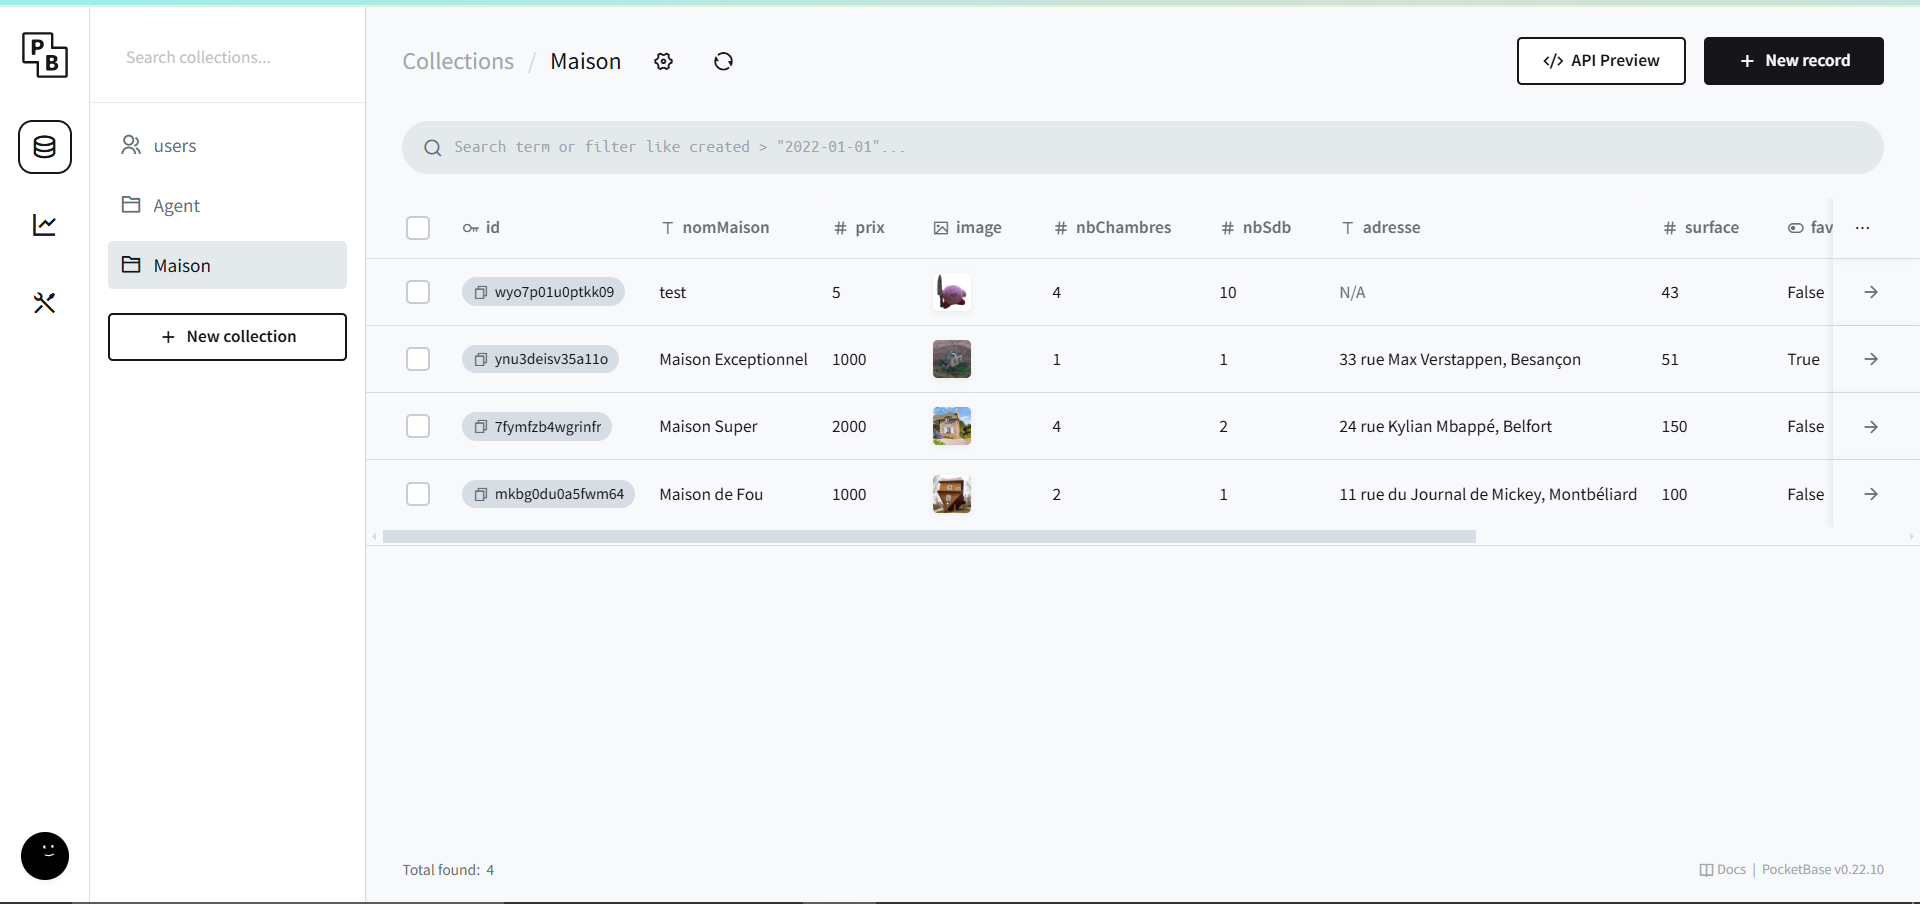 P
B
Search collections...
users
Agent
Maison
New collection
Collections / Maison
API Preview
New record
Search term or filter like created > "2022-01-01"...
id nomMaison prix image nbChambres nbSdb adresse surface fav ...
wyo7p01u0ptkk09 test 5 4 10 N/A 43 False
ynu3deisv35a11o Maison Exceptionnel 1000 1 1 33 rue Max Verstappen, Besançon 51 True
7fymfzb4wgrinfr Maison Super 2000 4 2 24 rue Kylian Mbappé, Belfort 150 False
mkbg0du0a5fwm64 Maison de Fou 1000 2 1 11 rue du Journal de Mickey, Montbéliard 100 False
Total found: 4
Docs | PocketBase v0.22.10